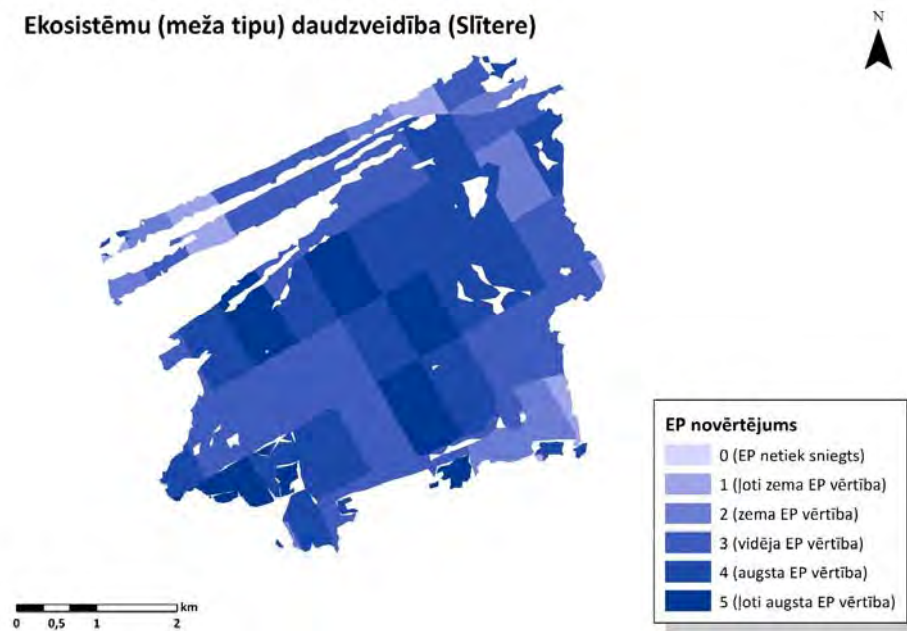 Ekosistēmu (meža tipu) daudzveidība (Slītere)
N
EP novērtējums
0 (EP netiek sniegts)
1 (ļoti zema EP vērtība)
2 (zema EP vērtība)
3 (vidēja EP vērtība)
4 (augsta EP vērtība)
5 (ļoti augsta EP vērtība)
km
0 0,5 1 2